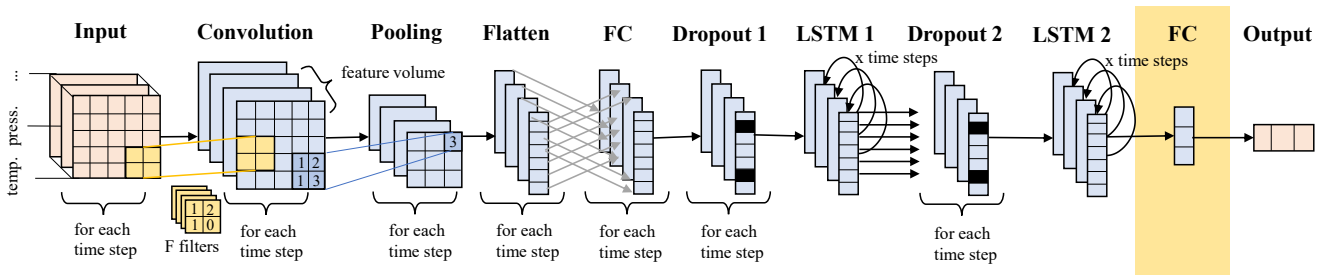 Input
Convolution
Pooling
Flatten
FC
Dropout 1
LSTM 1
Dropout 2
LSTM 2
FC
Output
...
press.
temp.
feature volume
x time steps
x time steps
1 2
1 3
3
1 2
1 0
F filters
for each
time step
for each
time step
for each
time step
for each
time step
for each
time step
for each
time step
for each
time step